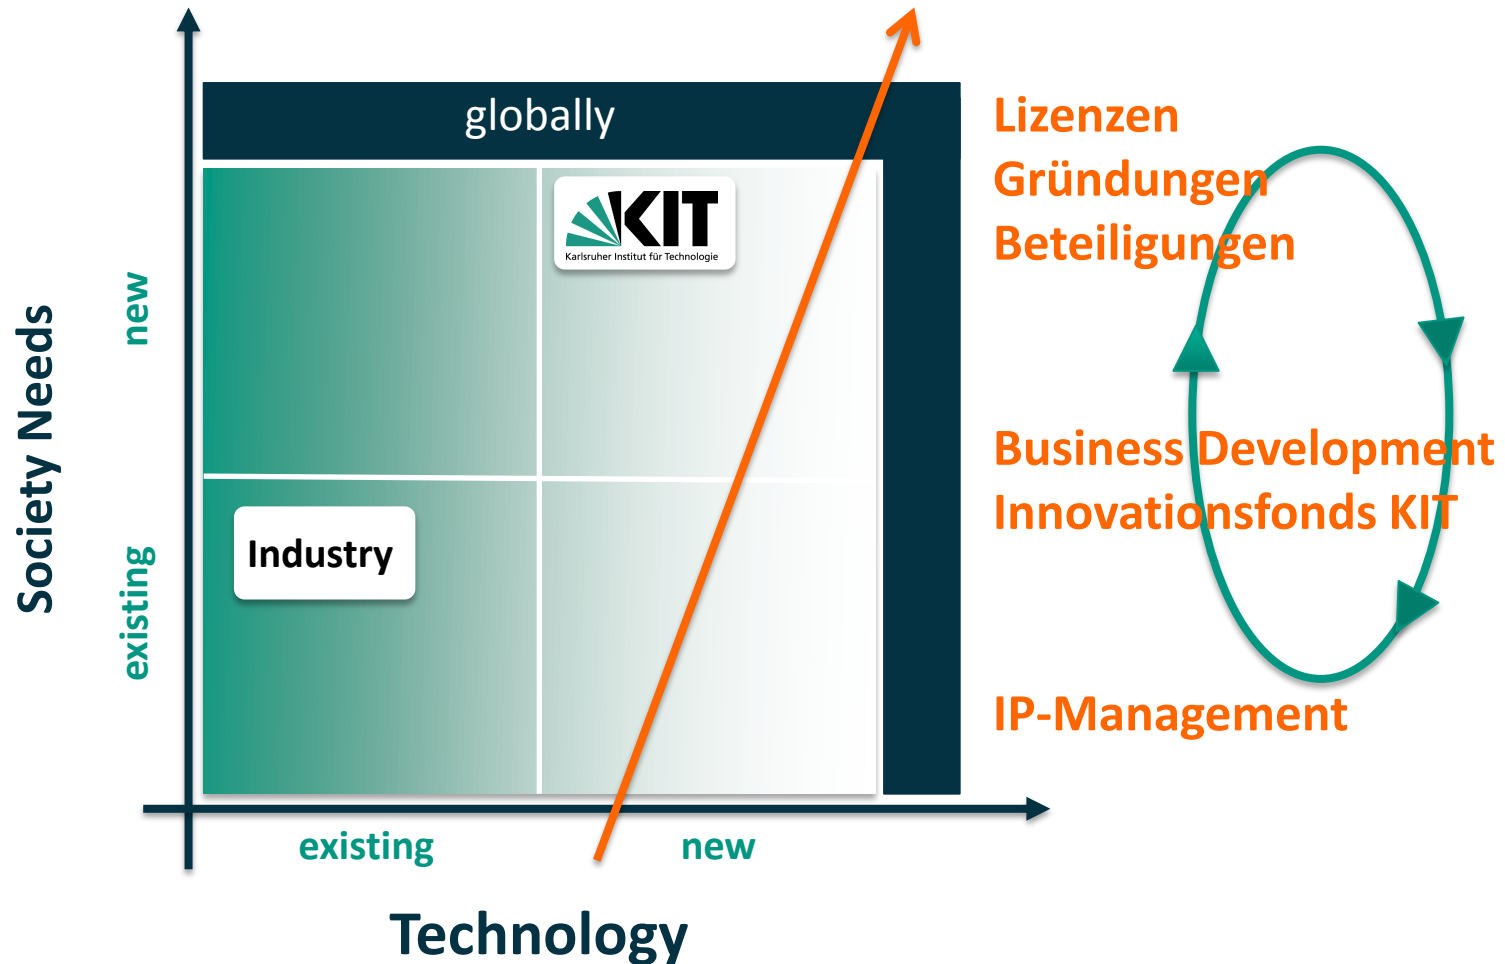 globally
KIT
Karlsruher Institut für Technologie
Society Needs
new
existing
Industry
existing
new
Technology
Lizenzen
Gründungen
Beteiligungen
Business Development
Innovationsfonds KIT
IP-Management